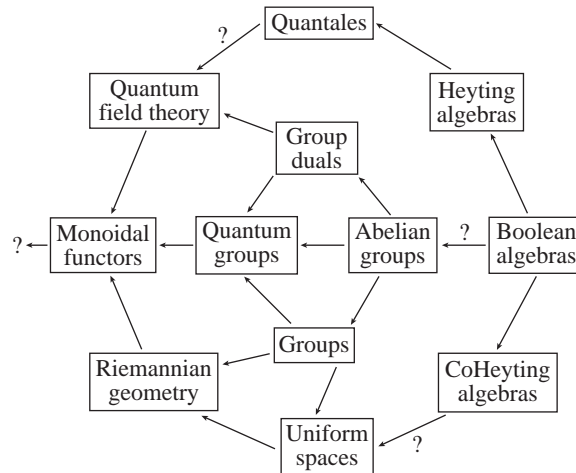 Quantales
?
Quantum
field theory
Heyting
algebras
Group
duals
?
Monoidal
functors
Quantum
groups
Abelian
groups
?
Boolean
algebras
Groups
Riemannian
geometry
CoHeyting
algebras
Uniform
spaces
?